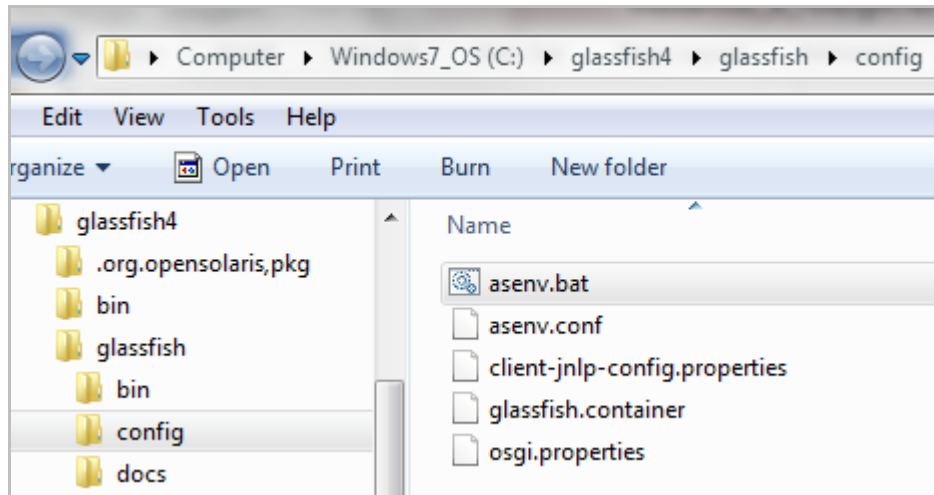 Computer Windows7_OS (C:) glassfish4 glassfish config
Edit View Tools Help
rganize Open Print Burn New folder
glassfish4
.org.opensolaris,pkg
bin
glassfish
bin
config
docs
Name
asenv.bat
asenv.conf
client-jnlp-config.properties
glassfish.container
osgi.properties